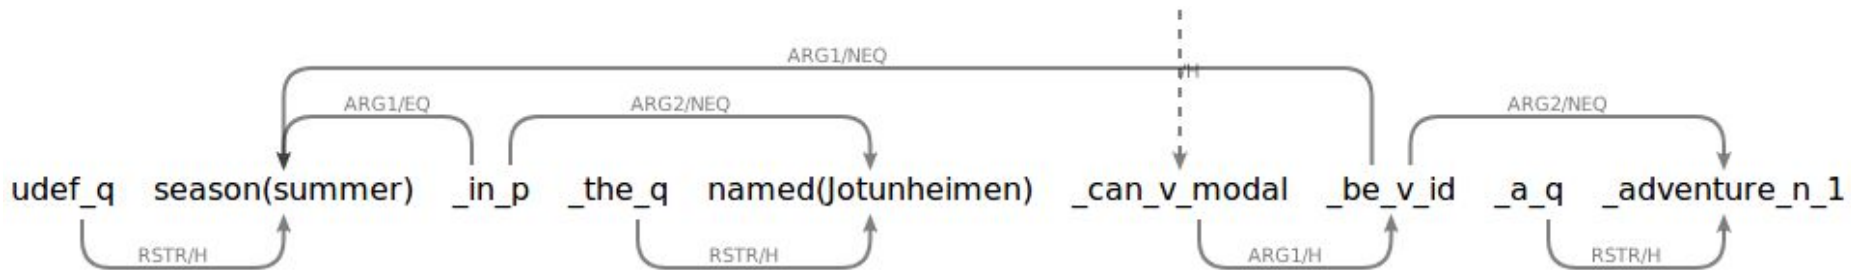 ARG1/NEQ
/H
ARG1/EQ ARG2/NEQ ARG2/NEQ
udef_q season(summer) _in_p _the_q named(Jotunheimen) _can_v_modal _be_v_id _a_q _adventure_n_1
RSTR/H RSTR/H ARG1/H RSTR/H